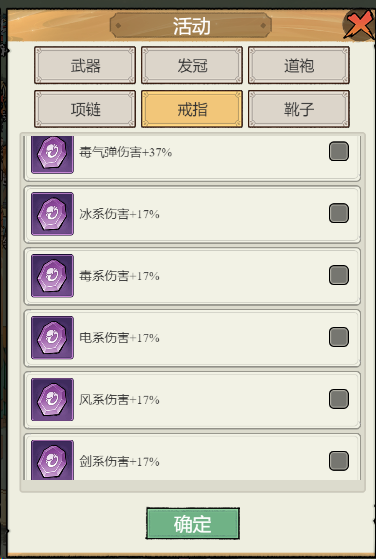 活动
武器 发冠 道袍
项链 戒指 靴子
毒气弹伤害+37%
冰系伤害+17%
毒系伤害+17%
电系伤害+17%
风系伤害+17%
剑系伤害+17%
确定